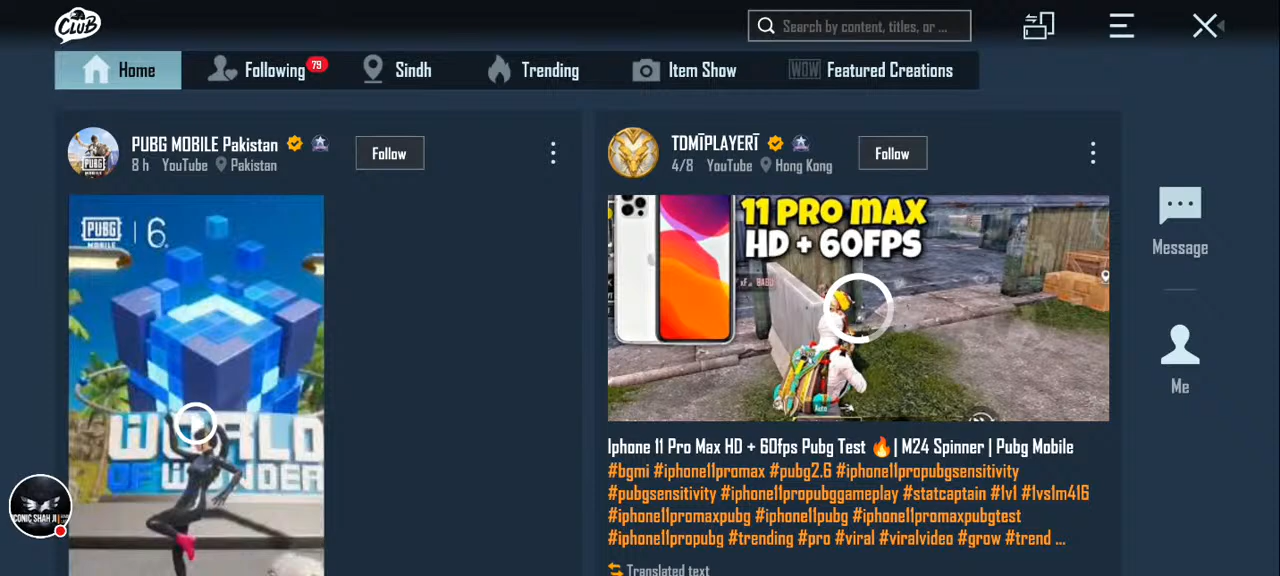 CLUB
Search by content, titles, or ...
Home
Following 79
Sindh
Trending
Item Show
WOW Featured Creations
PUBG MOBILE Pakistan
Follow
8 h YouTube Pakistan
PUBG MOBILE | 6
WORLD
OF WONDER
TDMĪPLAYERĪ
Follow
4/8 YouTube Hong Kong
11 PRO MAX
HD + 60FPS
Iphone 11 Pro Max HD + 60fps Pubg Test 🔥| M24 Spinner | Pubg Mobile
#bgmi #iphone11promax #pubg2.6 #iphone11propubgsensitivity
#pubgsensitivity #iphone11propubggameplay #statcaptain #1v1 #1vs1m416
#iphone11promaxpubg #iphone11pubg #iphone11promaxpubgtest
#iphone11propubg #trending #pro #viral #viralvideo #grow #trend ...
Translated text
Message
Me
ICONIC SHAH JI